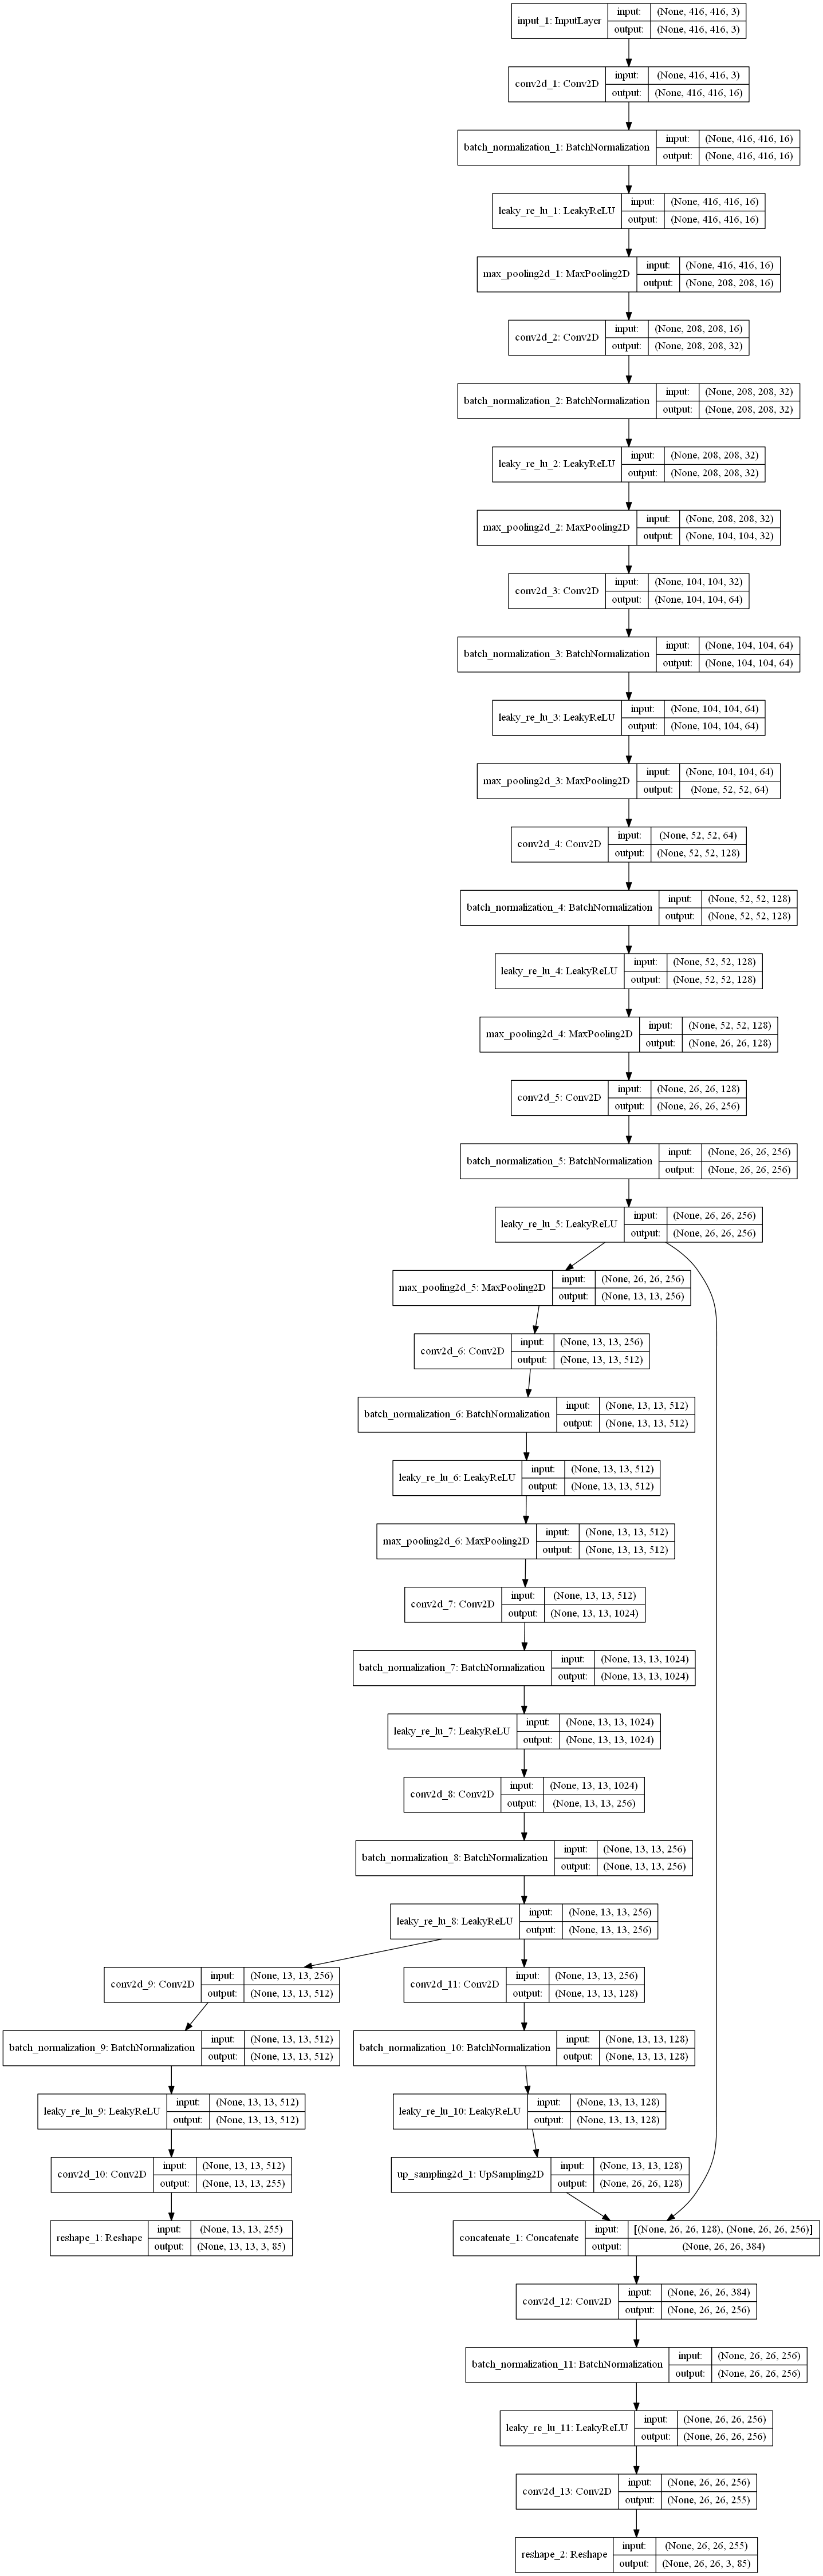 input_1: InputLayer
input: (None, 416, 416, 3)
output: (None, 416, 416, 3)
conv2d_1: Conv2D
input: (None, 416, 416, 3)
output: (None, 416, 416, 16)
batch_normalization_1: BatchNormalization
input: (None, 416, 416, 16)
output: (None, 416, 416, 16)
leaky_re_lu_1: LeakyReLU
input: (None, 416, 416, 16)
output: (None, 416, 416, 16)
max_pooling2d_1: MaxPooling2D
input: (None, 416, 416, 16)
output: (None, 208, 208, 16)
conv2d_2: Conv2D
input: (None, 208, 208, 16)
output: (None, 208, 208, 32)
batch_normalization_2: BatchNormalization
input: (None, 208, 208, 32)
output: (None, 208, 208, 32)
leaky_re_lu_2: LeakyReLU
input: (None, 208, 208, 32)
output: (None, 208, 208, 32)
max_pooling2d_2: MaxPooling2D
input: (None, 208, 208, 32)
output: (None, 104, 104, 32)
conv2d_3: Conv2D
input: (None, 104, 104, 32)
output: (None, 104, 104, 64)
batch_normalization_3: BatchNormalization
input: (None, 104, 104, 64)
output: (None, 104, 104, 64)
leaky_re_lu_3: LeakyReLU
input: (None, 104, 104, 64)
output: (None, 104, 104, 64)
max_pooling2d_3: MaxPooling2D
input: (None, 104, 104, 64)
output: (None, 52, 52, 64)
conv2d_4: Conv2D
input: (None, 52, 52, 64)
output: (None, 52, 52, 128)
batch_normalization_4: BatchNormalization
input: (None, 52, 52, 128)
output: (None, 52, 52, 128)
leaky_re_lu_4: LeakyReLU
input: (None, 52, 52, 128)
output: (None, 52, 52, 128)
max_pooling2d_4: MaxPooling2D
input: (None, 52, 52, 128)
output: (None, 26, 26, 128)
conv2d_5: Conv2D
input: (None, 26, 26, 128)
output: (None, 26, 26, 256)
batch_normalization_5: BatchNormalization
input: (None, 26, 26, 256)
output: (None, 26, 26, 256)
leaky_re_lu_5: LeakyReLU
input: (None, 26, 26, 256)
output: (None, 26, 26, 256)
max_pooling2d_5: MaxPooling2D
input: (None, 26, 26, 256)
output: (None, 13, 13, 256)
conv2d_6: Conv2D
input: (None, 13, 13, 256)
output: (None, 13, 13, 512)
batch_normalization_6: BatchNormalization
input: (None, 13, 13, 512)
output: (None, 13, 13, 512)
leaky_re_lu_6: LeakyReLU
input: (None, 13, 13, 512)
output: (None, 13, 13, 512)
max_pooling2d_6: MaxPooling2D
input: (None, 13, 13, 512)
output: (None, 13, 13, 512)
conv2d_7: Conv2D
input: (None, 13, 13, 512)
output: (None, 13, 13, 1024)
batch_normalization_7: BatchNormalization
input: (None, 13, 13, 1024)
output: (None, 13, 13, 1024)
leaky_re_lu_7: LeakyReLU
input: (None, 13, 13, 1024)
output: (None, 13, 13, 1024)
conv2d_8: Conv2D
input: (None, 13, 13, 1024)
output: (None, 13, 13, 256)
batch_normalization_8: BatchNormalization
input: (None, 13, 13, 256)
output: (None, 13, 13, 256)
leaky_re_lu_8: LeakyReLU
input: (None, 13, 13, 256)
output: (None, 13, 13, 256)
conv2d_9: Conv2D
input: (None, 13, 13, 256)
output: (None, 13, 13, 512)
conv2d_11: Conv2D
input: (None, 13, 13, 256)
output: (None, 13, 13, 128)
batch_normalization_9: BatchNormalization
input: (None, 13, 13, 512)
output: (None, 13, 13, 512)
batch_normalization_10: BatchNormalization
input: (None, 13, 13, 128)
output: (None, 13, 13, 128)
leaky_re_lu_9: LeakyReLU
input: (None, 13, 13, 512)
output: (None, 13, 13, 512)
leaky_re_lu_10: LeakyReLU
input: (None, 13, 13, 128)
output: (None, 13, 13, 128)
conv2d_10: Conv2D
input: (None, 13, 13, 512)
output: (None, 13, 13, 255)
up_sampling2d_1: UpSampling2D
input: (None, 13, 13, 128)
output: (None, 26, 26, 128)
reshape_1: Reshape
input: (None, 13, 13, 255)
output: (None, 13, 13, 3, 85)
concatenate_1: Concatenate
input: [(None, 26, 26, 128), (None, 26, 26, 256)]
output: (None, 26, 26, 384)
conv2d_12: Conv2D
input: (None, 26, 26, 384)
output: (None, 26, 26, 256)
batch_normalization_11: BatchNormalization
input: (None, 26, 26, 256)
output: (None, 26, 26, 256)
leaky_re_lu_11: LeakyReLU
input: (None, 26, 26, 256)
output: (None, 26, 26, 256)
conv2d_13: Conv2D
input: (None, 26, 26, 256)
output: (None, 26, 26, 255)
reshape_2: Reshape
input: (None, 26, 26, 255)
output: (None, 26, 26, 3, 85)